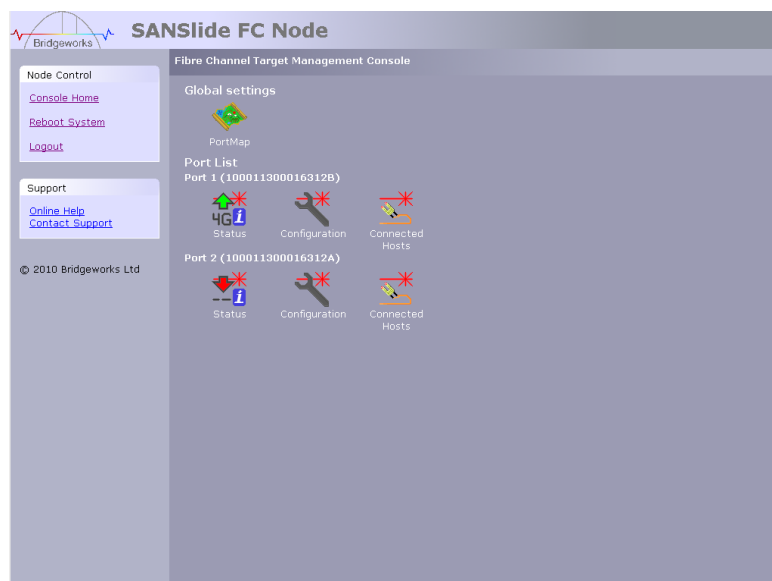 Bridgeworks
SANSlide FC Node
Node Control
Console Home
Reboot System
Logout
Support
Online Help
Contact Support
© 2010 Bridgeworks Ltd
Fibre Channel Target Management Console
Global settings
PortMap
Port List
Port 1 (100011300016312B)
4G i
Status
Configuration
Connected
Hosts
Port 2 (100011300016312A)
-- i
Status
Configuration
Connected
Hosts